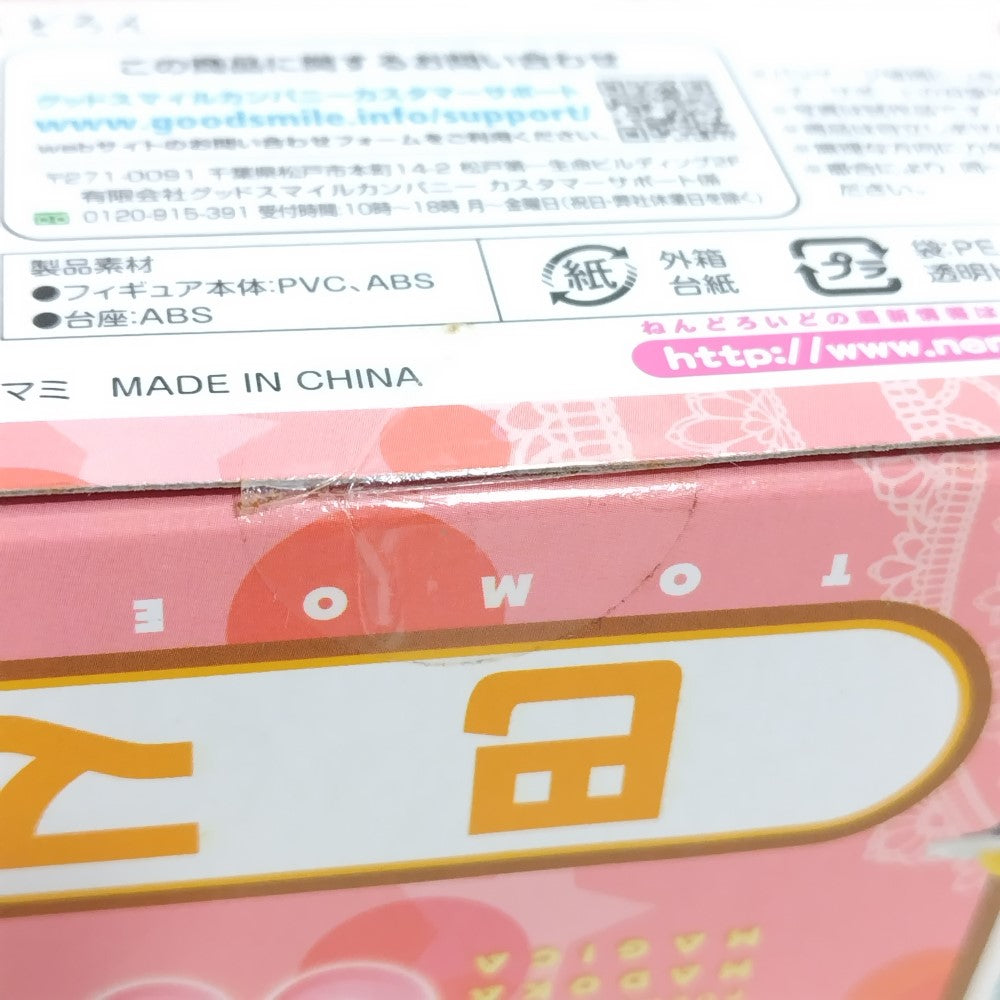 この商品に関するお問い合わせ
グッドスマイルカンパニーカスタマーサポート
www.goodsmile.info/support/
webサイトのお問い合わせフォームをご利用ください
〒271-0091 千葉県松戸市本町14-2 松戸第一生命ビルディング2F
有限会社グッドスマイルカンパニー カスタマーサポート係
0120-915-391 受付時間:10時〜18時 月〜金曜日(祝日・弊社休業日を除く)
製品素材
●フィギュア本体:PVC、ABS
●台座:ABS
紙
外箱
台紙
プラ
袋:PE
透明
ねんどろいどの最新情報は
http://www.nen
マミ MADE IN CHINA
TOMOE
巴マ
MADOKA
MAGICA